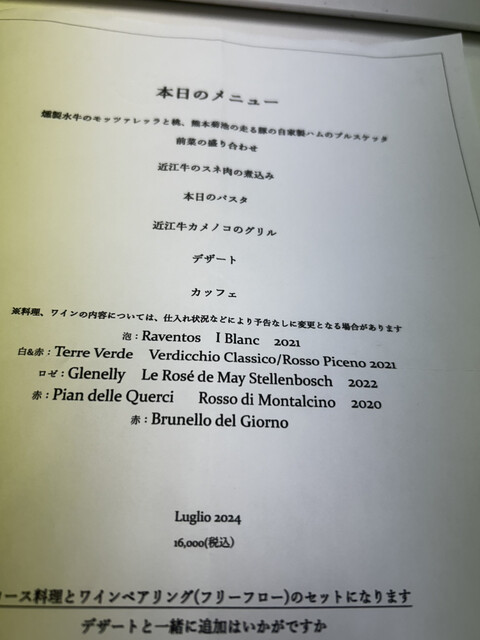 本日のメニュー
燻製水牛のモッツァレッラと桃、熊本菊池の走る豚の自家製ハムのブルスケッタ
前菜の盛り合わせ
近江牛のスネ肉の煮込み
本日のパスタ
近江牛カメノコのグリル
デザート
カッフェ
※料理、ワインの内容については、仕入れ状況などにより予告なしに変更となる場合があります
泡：Raventos I Blanc 2021
白&赤：Terre Verde Verdicchio Classico/Rosso Piceno 2021
ロゼ：Glenelly Le Rosé de May Stellenbosch 2022
赤：Pian delle Querci Rosso di Montalcino 2020
赤：Brunello del Giorno
Luglio 2024
16,000(税込)
ース料理とワインペアリング(フリーフロー)のセットになります
デザートと一緒に追加はいかがですか